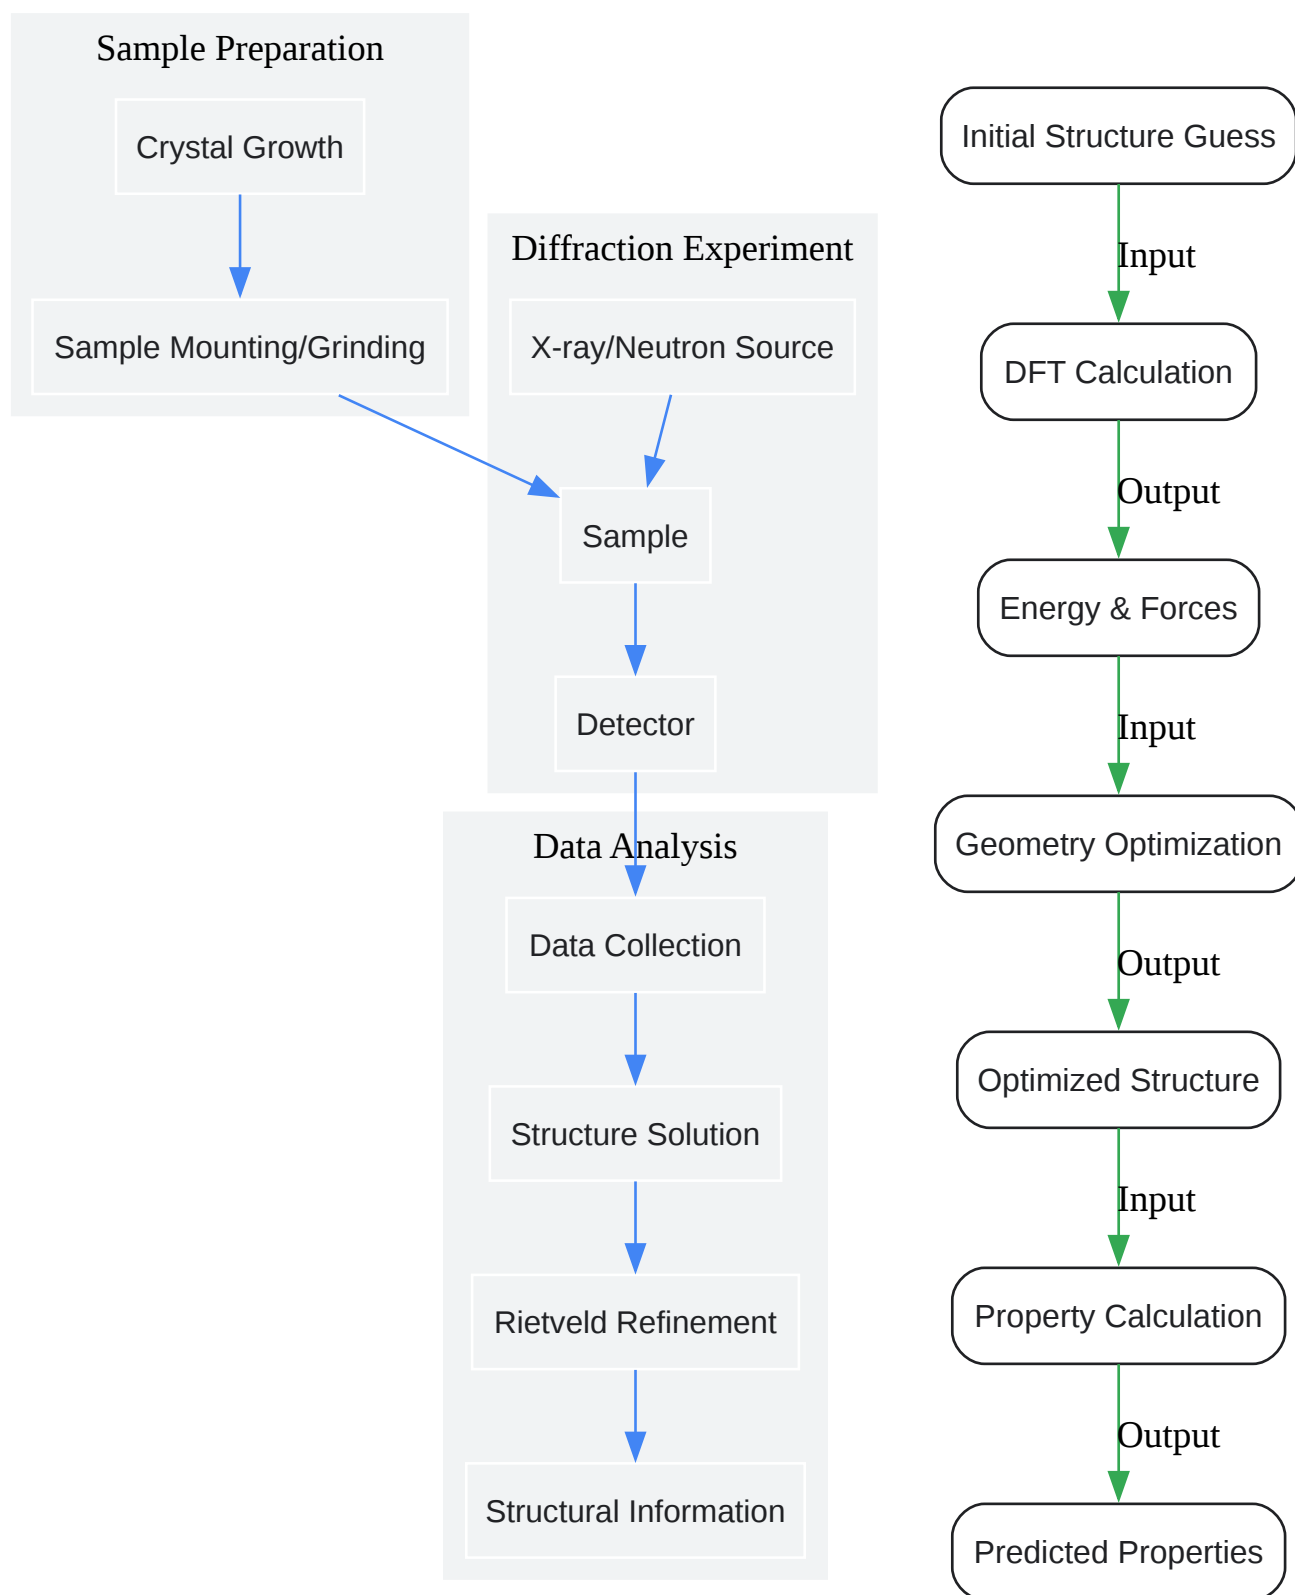 Sample Preparation
Crystal Growth
Sample Mounting/Grinding
Diffraction Experiment
X-ray/Neutron Source
Sample
Detector
Data Analysis
Data Collection
Structure Solution
Rietveld Refinement
Structural Information
Initial Structure Guess
Input
DFT Calculation
Output
Energy & Forces
Input
Geometry Optimization
Output
Optimized Structure
Input
Property Calculation
Output
Predicted Properties